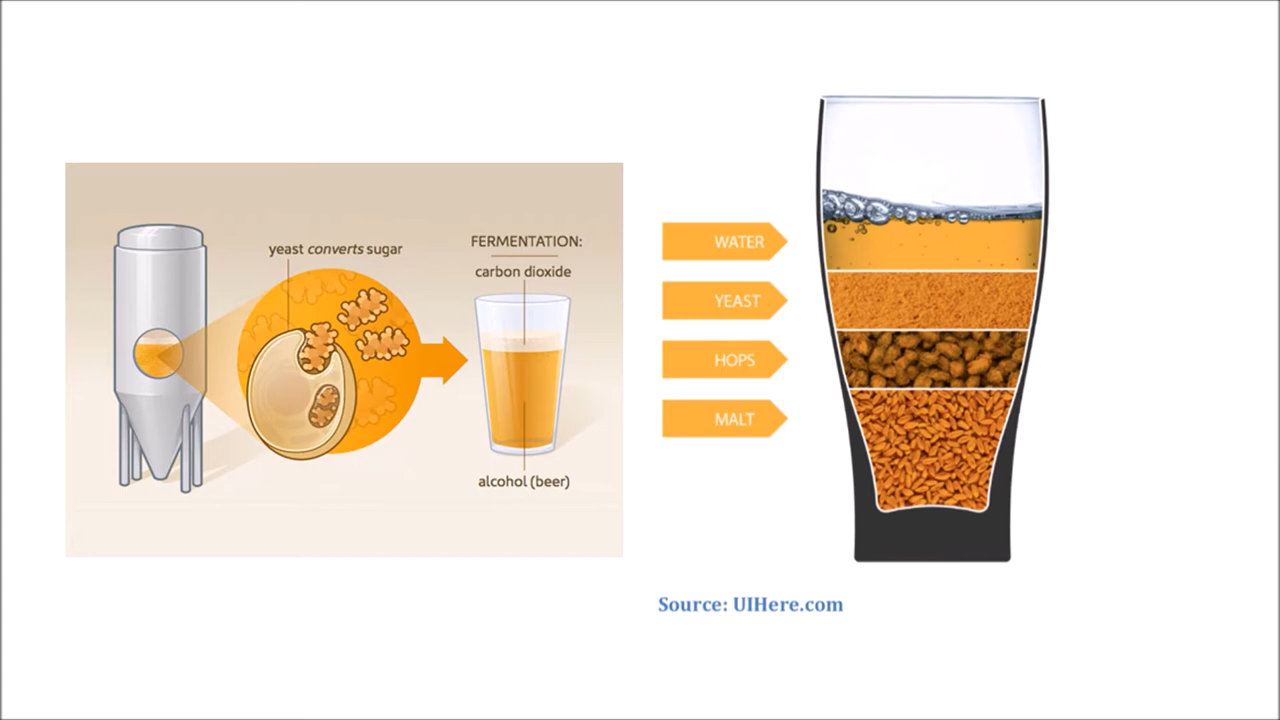 yeast converts sugar
FERMENTATION:
carbon dioxide
alcohol (beer)
WATER
YEAST
HOPS
MALT
Source: UIHere.com